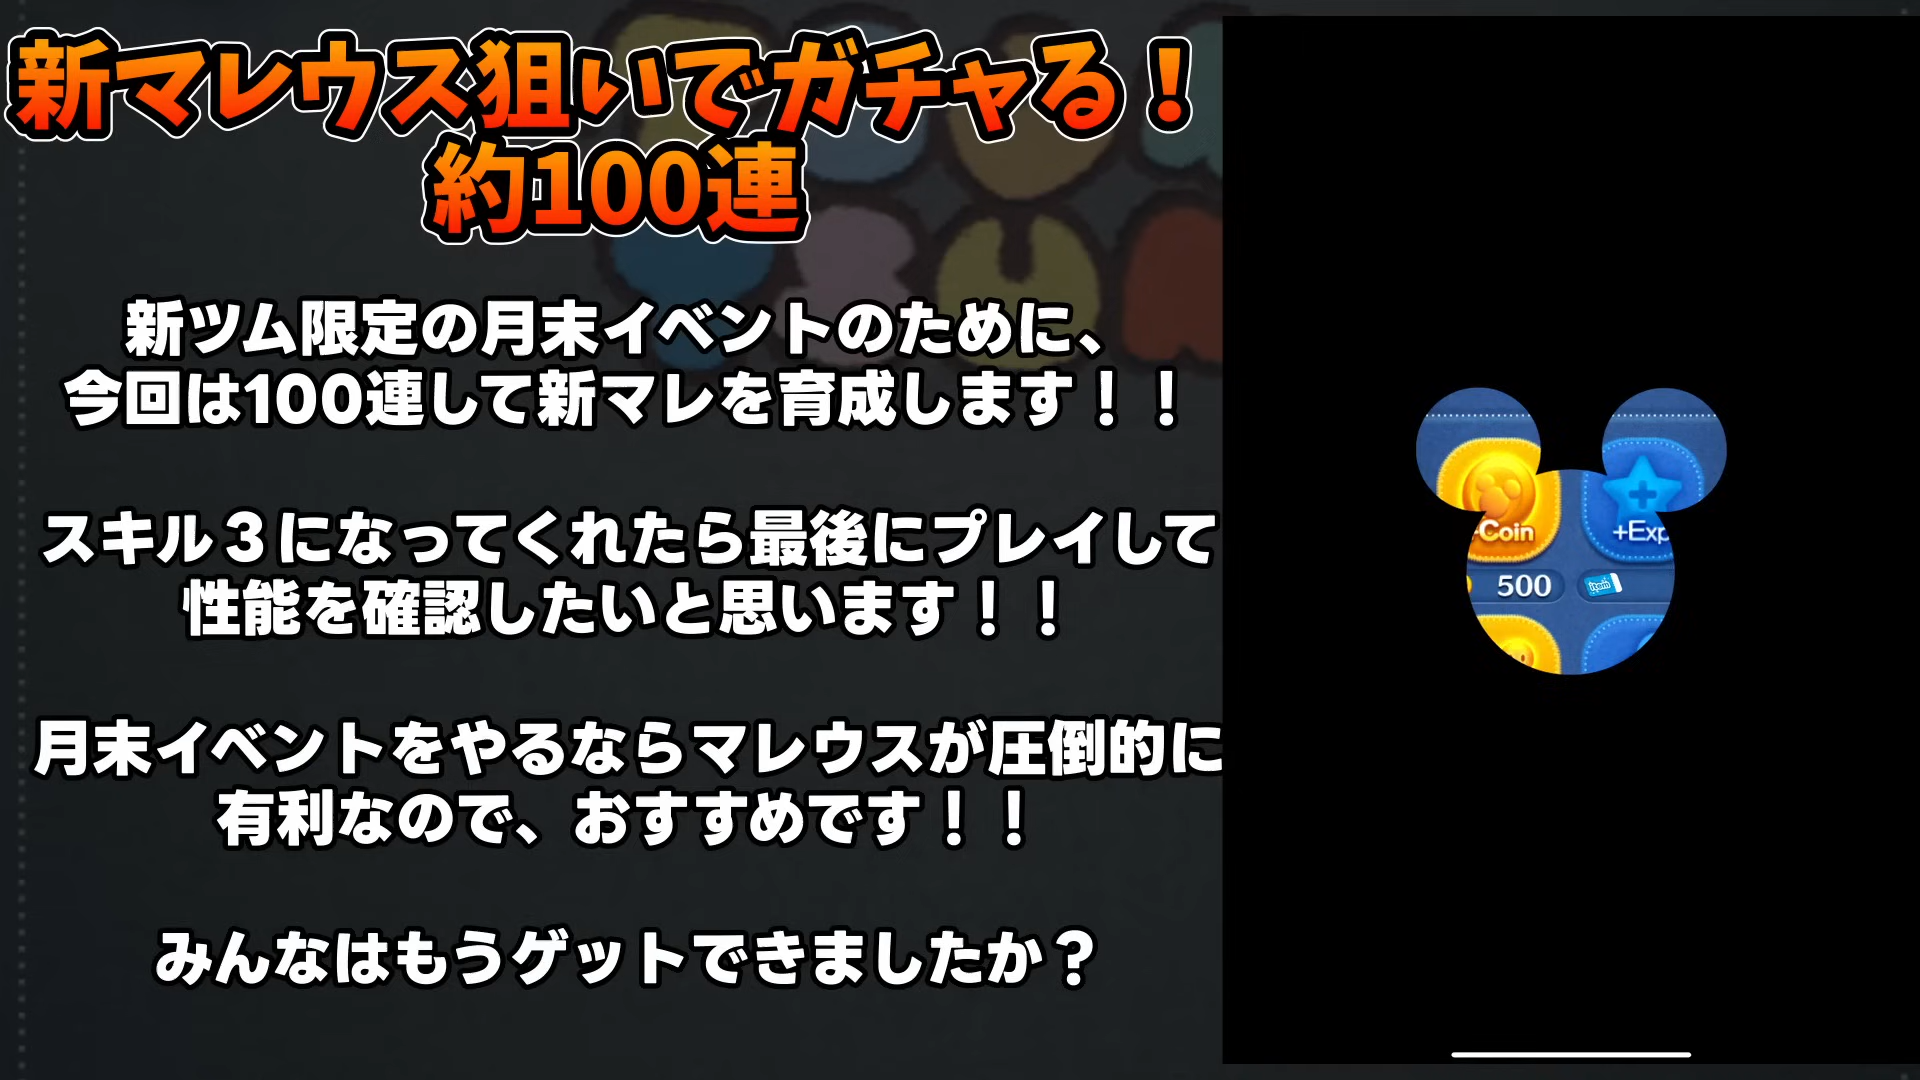 新マレウス狙いでガチャる！
約100連
新ツム限定の月末イベントのために、
今回は100連して新マレを育成します！！
スキル３になってくれたら最後にプレイして
性能を確認したいと思います！！
月末イベントをやるならマレウスが圧倒的に
有利なので、おすすめです！！
みんなはもうゲットできましたか？
Coin
+Exp
500
item